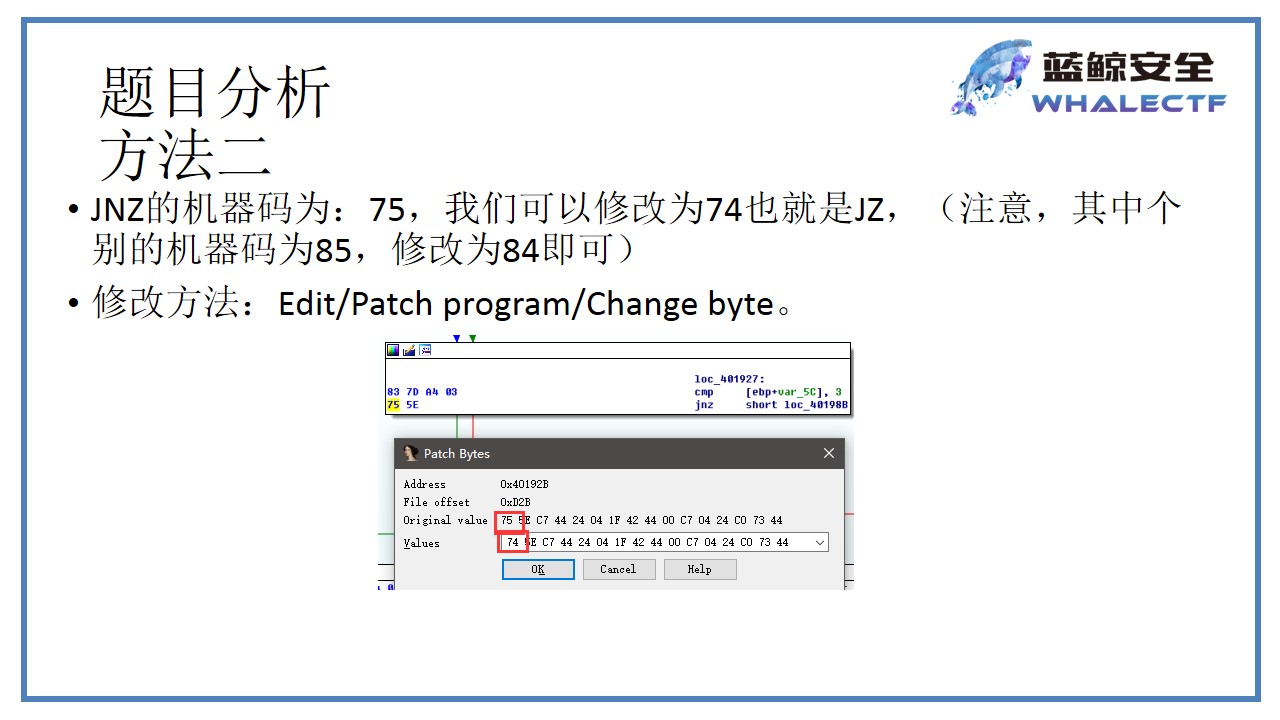 蓝鲸安全
WHALECTF
题目分析
方法二
• JNZ的机器码为：75，我们可以修改为74也就是JZ，（注意，其中个
别的机器码为85，修改为84即可）
• 修改方法：Edit/Patch program/Change byte。
loc_401927:
83 7D A4 03 cmp [ebp+var_5C], 3
75 5E jnz short loc_40198B
Patch Bytes
Address 0x40192B
File offset 0xD2B
Original value 75 5E C7 44 24 04 1F 42 44 00 C7 04 24 C0 73 44
Values 74 5E C7 44 24 04 1F 42 44 00 C7 04 24 C0 73 44
OK Cancel Help